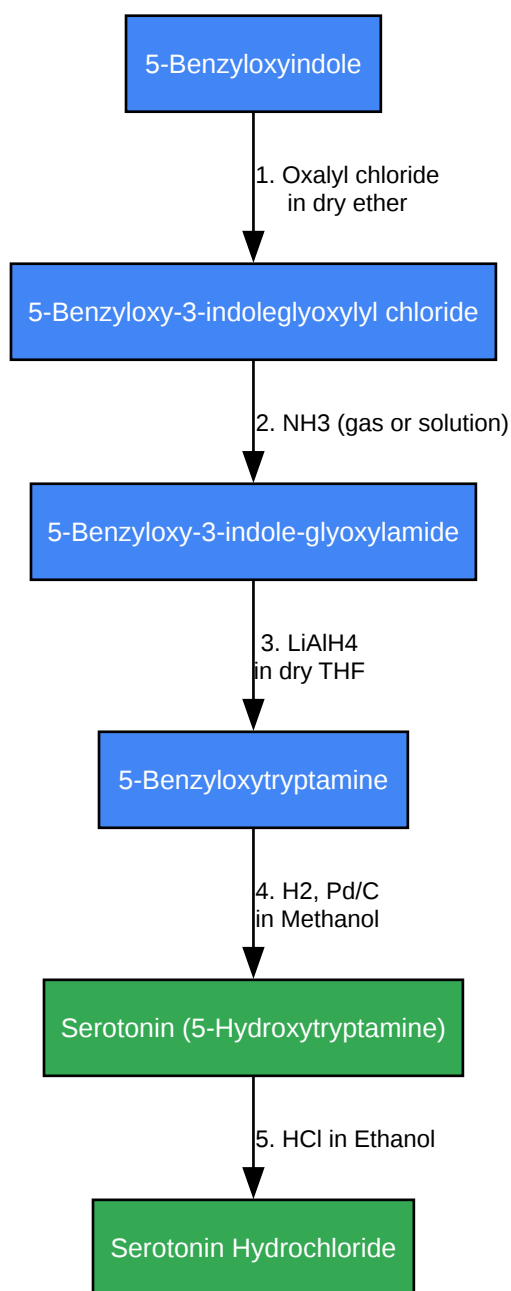 5-Benzyloxyindole
1. Oxalyl chloride
in dry ether
5-Benzyloxy-3-indoleglyoxylyl chloride
2. NH3 (gas or solution)
5-Benzyloxy-3-indole-glyoxylamide
3. LiAlH4
in dry THF
5-Benzyloxytryptamine
4. H2, Pd/C
in Methanol
Serotonin (5-Hydroxytryptamine)
5. HCl in Ethanol
Serotonin Hydrochloride